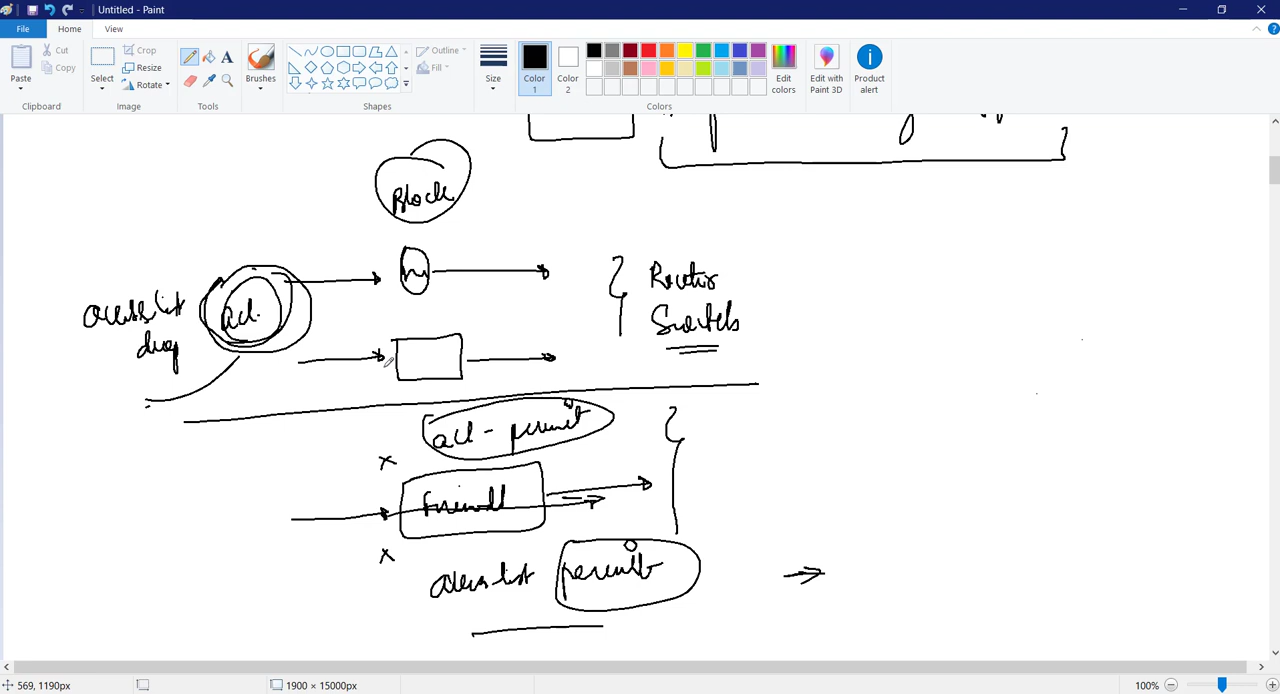 Untitled - Paint
File
Home
View
Paste
Cut
Copy
Clipboard
Select
Crop
Resize
Rotate
Image
Tools
Brushes
Outline
Fill
Shapes
Size
Color
1
Color
2
Edit
colors
Colors
Edit with
Paint 3D
Product
alert
Block
access list
drop
acl
Router
Switch
acl - permit
x
firewall
x
access list permit
569, 1190px
1900 × 15000px
100%